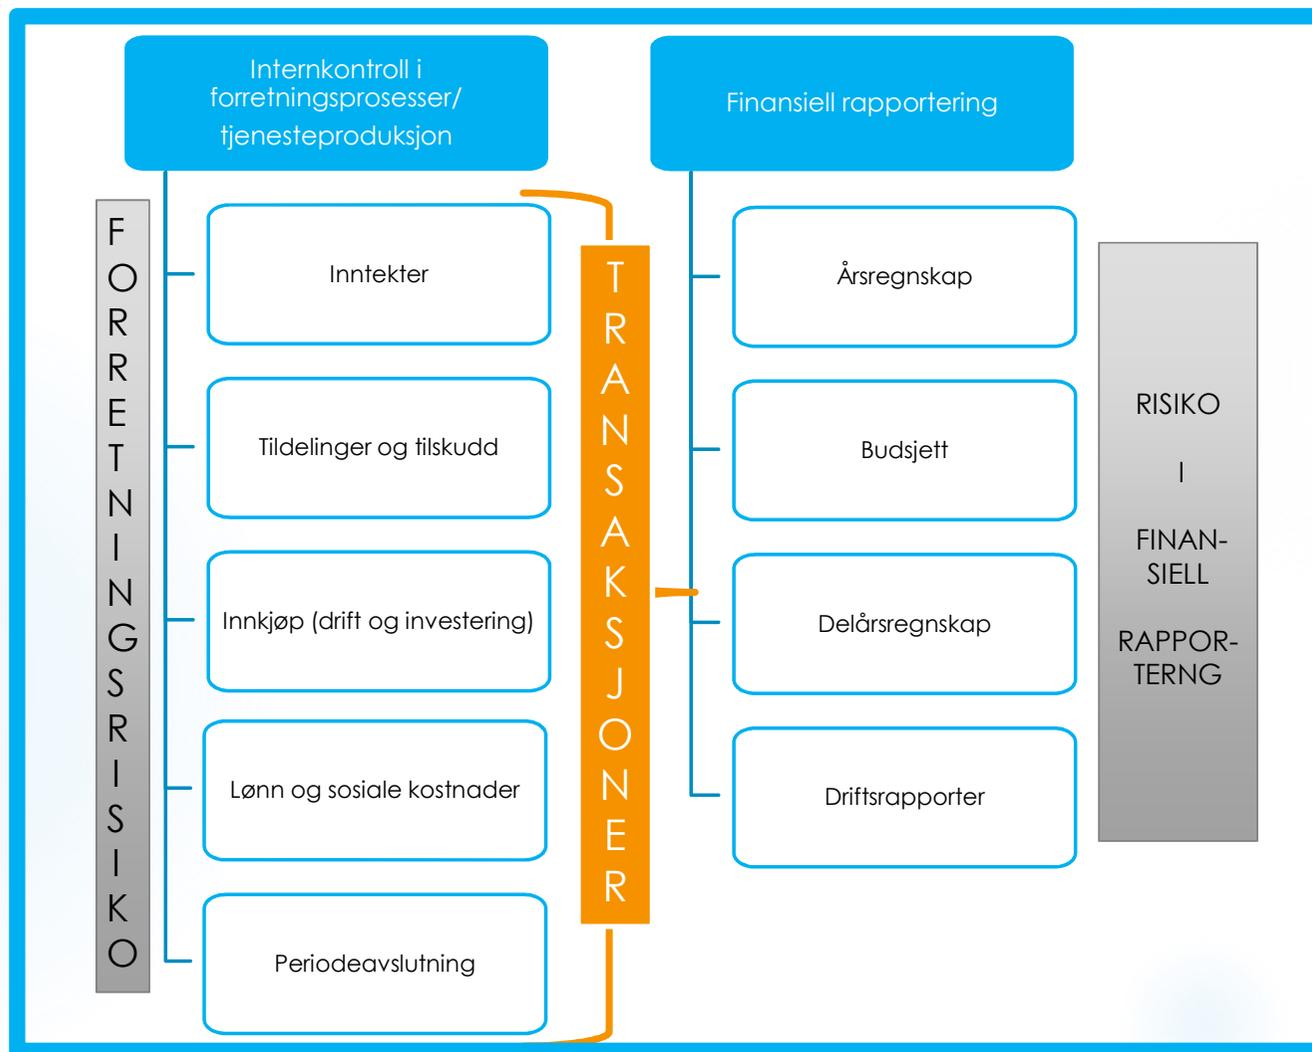 Internkontroll i
forretningsprosesser/
tjenesteproduksjon
Finansiell rapportering
FORRETNINGSRISIKO
Inntekter
Tildelinger og tilskudd
Innkjøp (drift og investering)
Lønn og sosiale kostnader
Periodeavslutning
TRANSAKSJONER
Årsregnskap
Budsjett
Delårsregnskap
Driftsrapporter
RISIKO
I
FINAN-
SIELL
RAPPOR-
TERNG